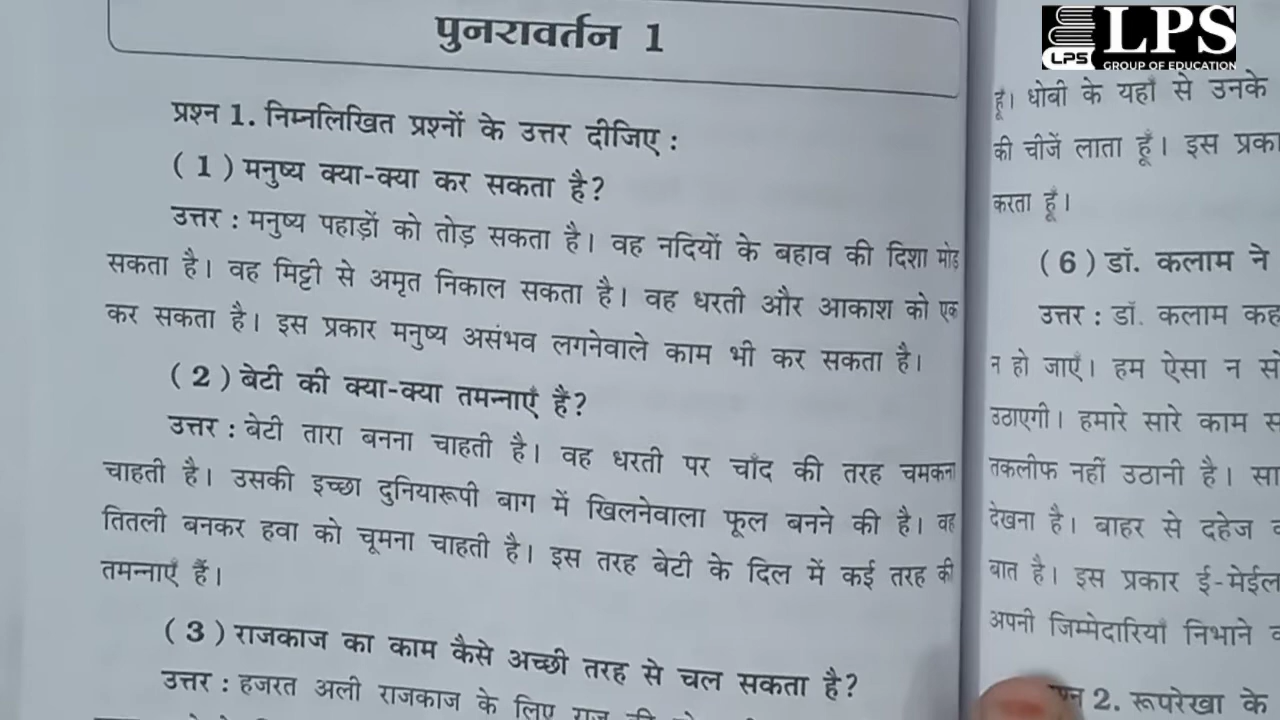 पुनरावर्तन 1
प्रश्न 1. निम्नलिखित प्रश्नों के उत्तर दीजिए :
( 1 ) मनुष्य क्या-क्या कर सकता है?
उत्तर : मनुष्य पहाड़ों को तोड़ सकता है। वह नदियों के बहाव की दिशा मोड़
सकता है। वह मिट्टी से अमृत निकाल सकता है। वह धरती और आकाश को एक
कर सकता है। इस प्रकार मनुष्य असंभव लगनेवाले काम भी कर सकता है।
( 2 ) बेटी की क्या-क्या तमन्नाएँ हैं?
उत्तर : बेटी तारा बनना चाहती है। वह धरती पर चाँद की तरह चमकना
चाहती है। उसकी इच्छा दुनियारूपी बाग में खिलनेवाला फूल बनने की है। वह
तितली बनकर हवा को चूमना चाहती है। इस तरह बेटी के दिल में कई तरह की
तमन्नाएँ हैं।
( 3 ) राजकाज का काम कैसे अच्छी तरह से चल सकता है?
उत्तर : हजरत अली राजकाज के लिए
LPS
LPS
GROUP OF EDUCATION
हूँ। धोबी के यहाँ से उनके
की चीजें लाता हूँ। इस प्रका
करता हूँ।
( 6 ) डॉ. कलाम ने
उत्तर : डॉ. कलाम कह
न हो जाएँ। हम ऐसा न सो
उठाएगी। हमारे सारे काम
तकलीफ नहीं उठानी है। सा
देखना है। बाहर से दहेज
बात है। इस प्रकार ई-मेईल
अपनी जिम्मेदारियाँ निभाने
2. रूपरेखा के